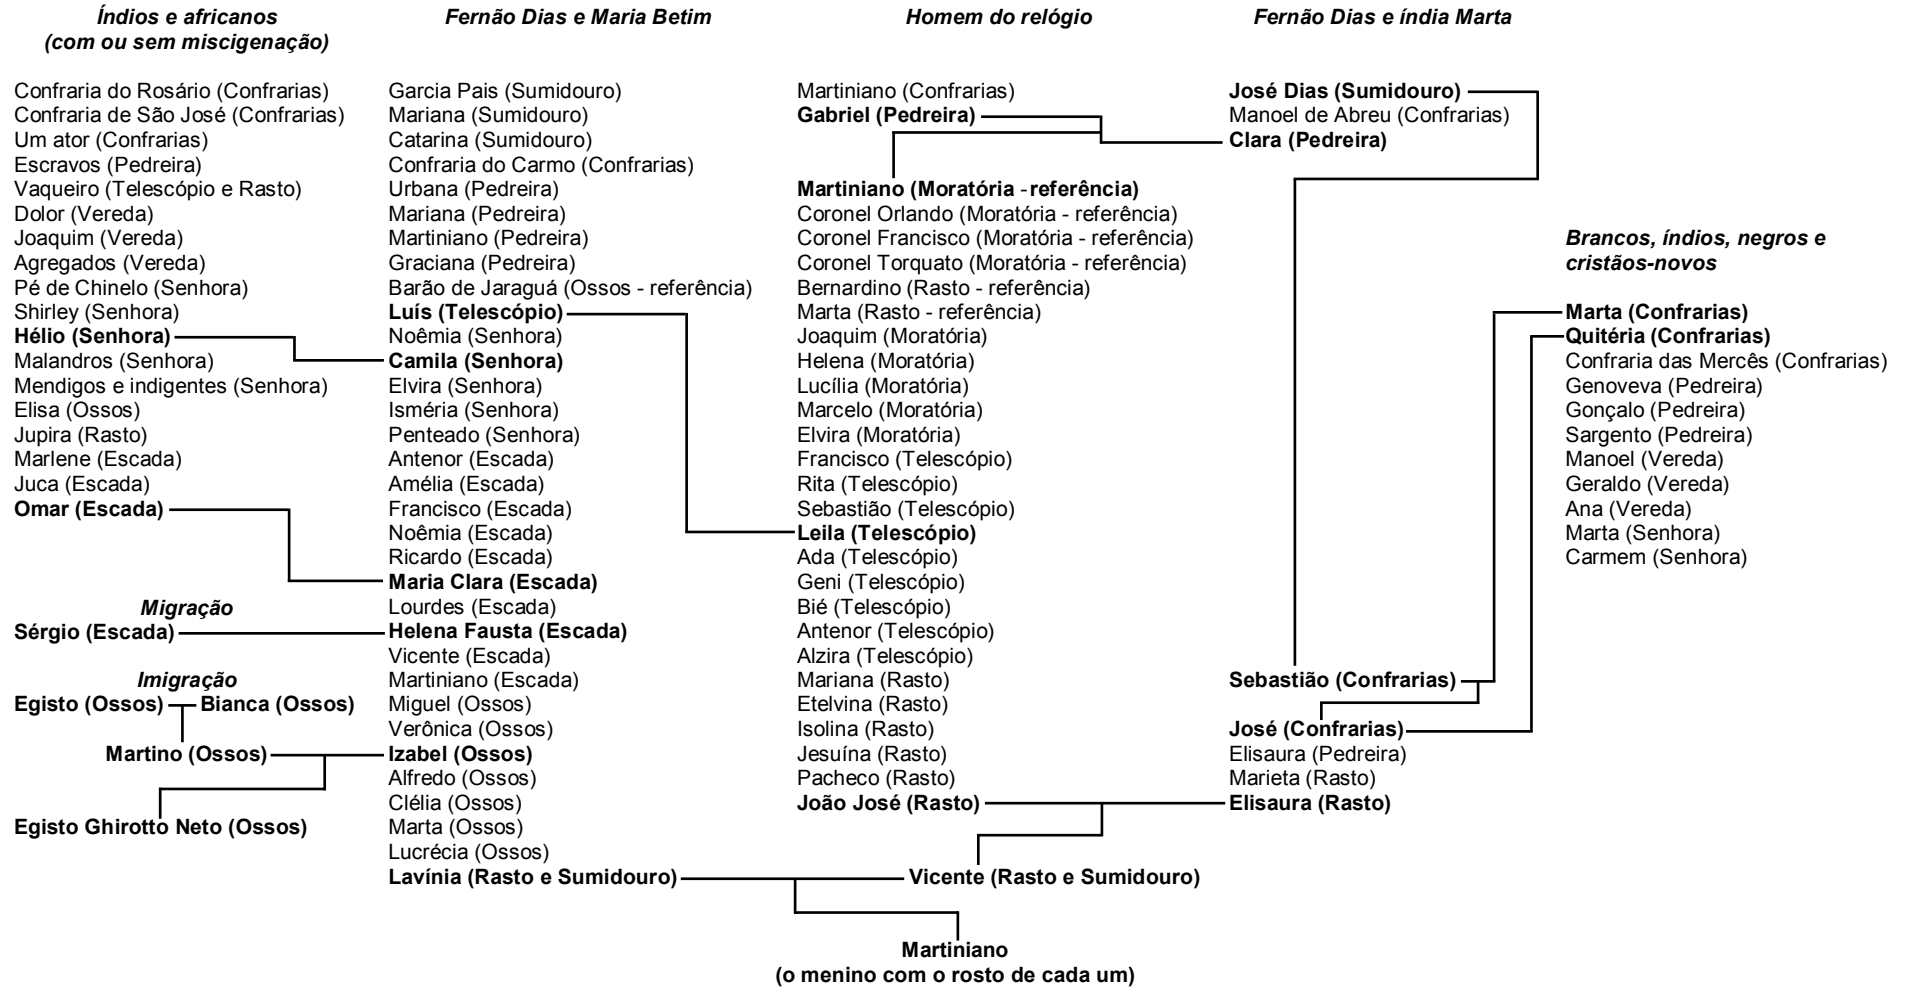 Índios e africanos
(com ou sem miscigenação)
Confraria do Rosário (Confrarias)
Confraria de São José (Confrarias)
Um ator (Confrarias)
Escravos (Pedreira)
Vaqueiro (Telescópio e Rasto)
Dolor (Vereda)
Joaquim (Vereda)
Agregados (Vereda)
Pé de Chinelo (Senhora)
Shirley (Senhora)
Hélio (Senhora)
Malandros (Senhora)
Mendigos e indigentes (Senhora)
Elisa (Ossos)
Jupira (Rasto)
Marlene (Escada)
Juca (Escada)
Omar (Escada)
Migração
Sérgio (Escada)
Imigração
Egisto (Ossos)
Bianca (Ossos)
Martino (Ossos)
Egisto Ghirotto Neto (Ossos)
Fernão Dias e Maria Betim
Garcia Pais (Sumidouro)
Mariana (Sumidouro)
Catarina (Sumidouro)
Confraria do Carmo (Confrarias)
Urbana (Pedreira)
Mariana (Pedreira)
Martiniano (Pedreira)
Graciana (Pedreira)
Barão de Jaraguá (Ossos - referência)
Luís (Telescópio)
Noêmia (Senhora)
Camila (Senhora)
Elvira (Senhora)
Isméria (Senhora)
Penteado (Senhora)
Antenor (Escada)
Amélia (Escada)
Francisco (Escada)
Noêmia (Escada)
Ricardo (Escada)
Maria Clara (Escada)
Lourdes (Escada)
Helena Fausta (Escada)
Vicente (Escada)
Martiniano (Escada)
Miguel (Ossos)
Verônica (Ossos)
Izabel (Ossos)
Alfredo (Ossos)
Clélia (Ossos)
Marta (Ossos)
Lucrécia (Ossos)
Lavínia (Rasto e Sumidouro)
Homem do relógio
Martiniano (Confrarias)
Gabriel (Pedreira)
Martiniano (Moratória - referência)
Coronel Orlando (Moratória - referência)
Coronel Francisco (Moratória - referência)
Coronel Torquato (Moratória - referência)
Bernardino (Rasto - referência)
Marta (Rasto - referência)
Joaquim (Moratória)
Helena (Moratória)
Lucília (Moratória)
Marcelo (Moratória)
Elvira (Moratória)
Francisco (Telescópio)
Rita (Telescópio)
Sebastião (Telescópio)
Leila (Telescópio)
Ada (Telescópio)
Geni (Telescópio)
Bié (Telescópio)
Antenor (Telescópio)
Alzira (Telescópio)
Mariana (Rasto)
Etelvina (Rasto)
Isolina (Rasto)
Jesuína (Rasto)
Pacheco (Rasto)
João José (Rasto)
Vicente (Rasto e Sumidouro)
Martiniano
(o menino com o rosto de cada um)
Fernão Dias e índia Marta
José Dias (Sumidouro)
Manoel de Abreu (Confrarias)
Clara (Pedreira)
Sebastião (Confrarias)
José (Confrarias)
Elisaura (Pedreira)
Marieta (Rasto)
Elisaura (Rasto)
Brancos, índios, negros e
cristãos-novos
Marta (Confrarias)
Quitéria (Confrarias)
Confraria das Mercês (Confrarias)
Genoveva (Pedreira)
Gonçalo (Pedreira)
Sargento (Pedreira)
Manoel (Vereda)
Geraldo (Vereda)
Ana (Vereda)
Marta (Senhora)
Carmem (Senhora)